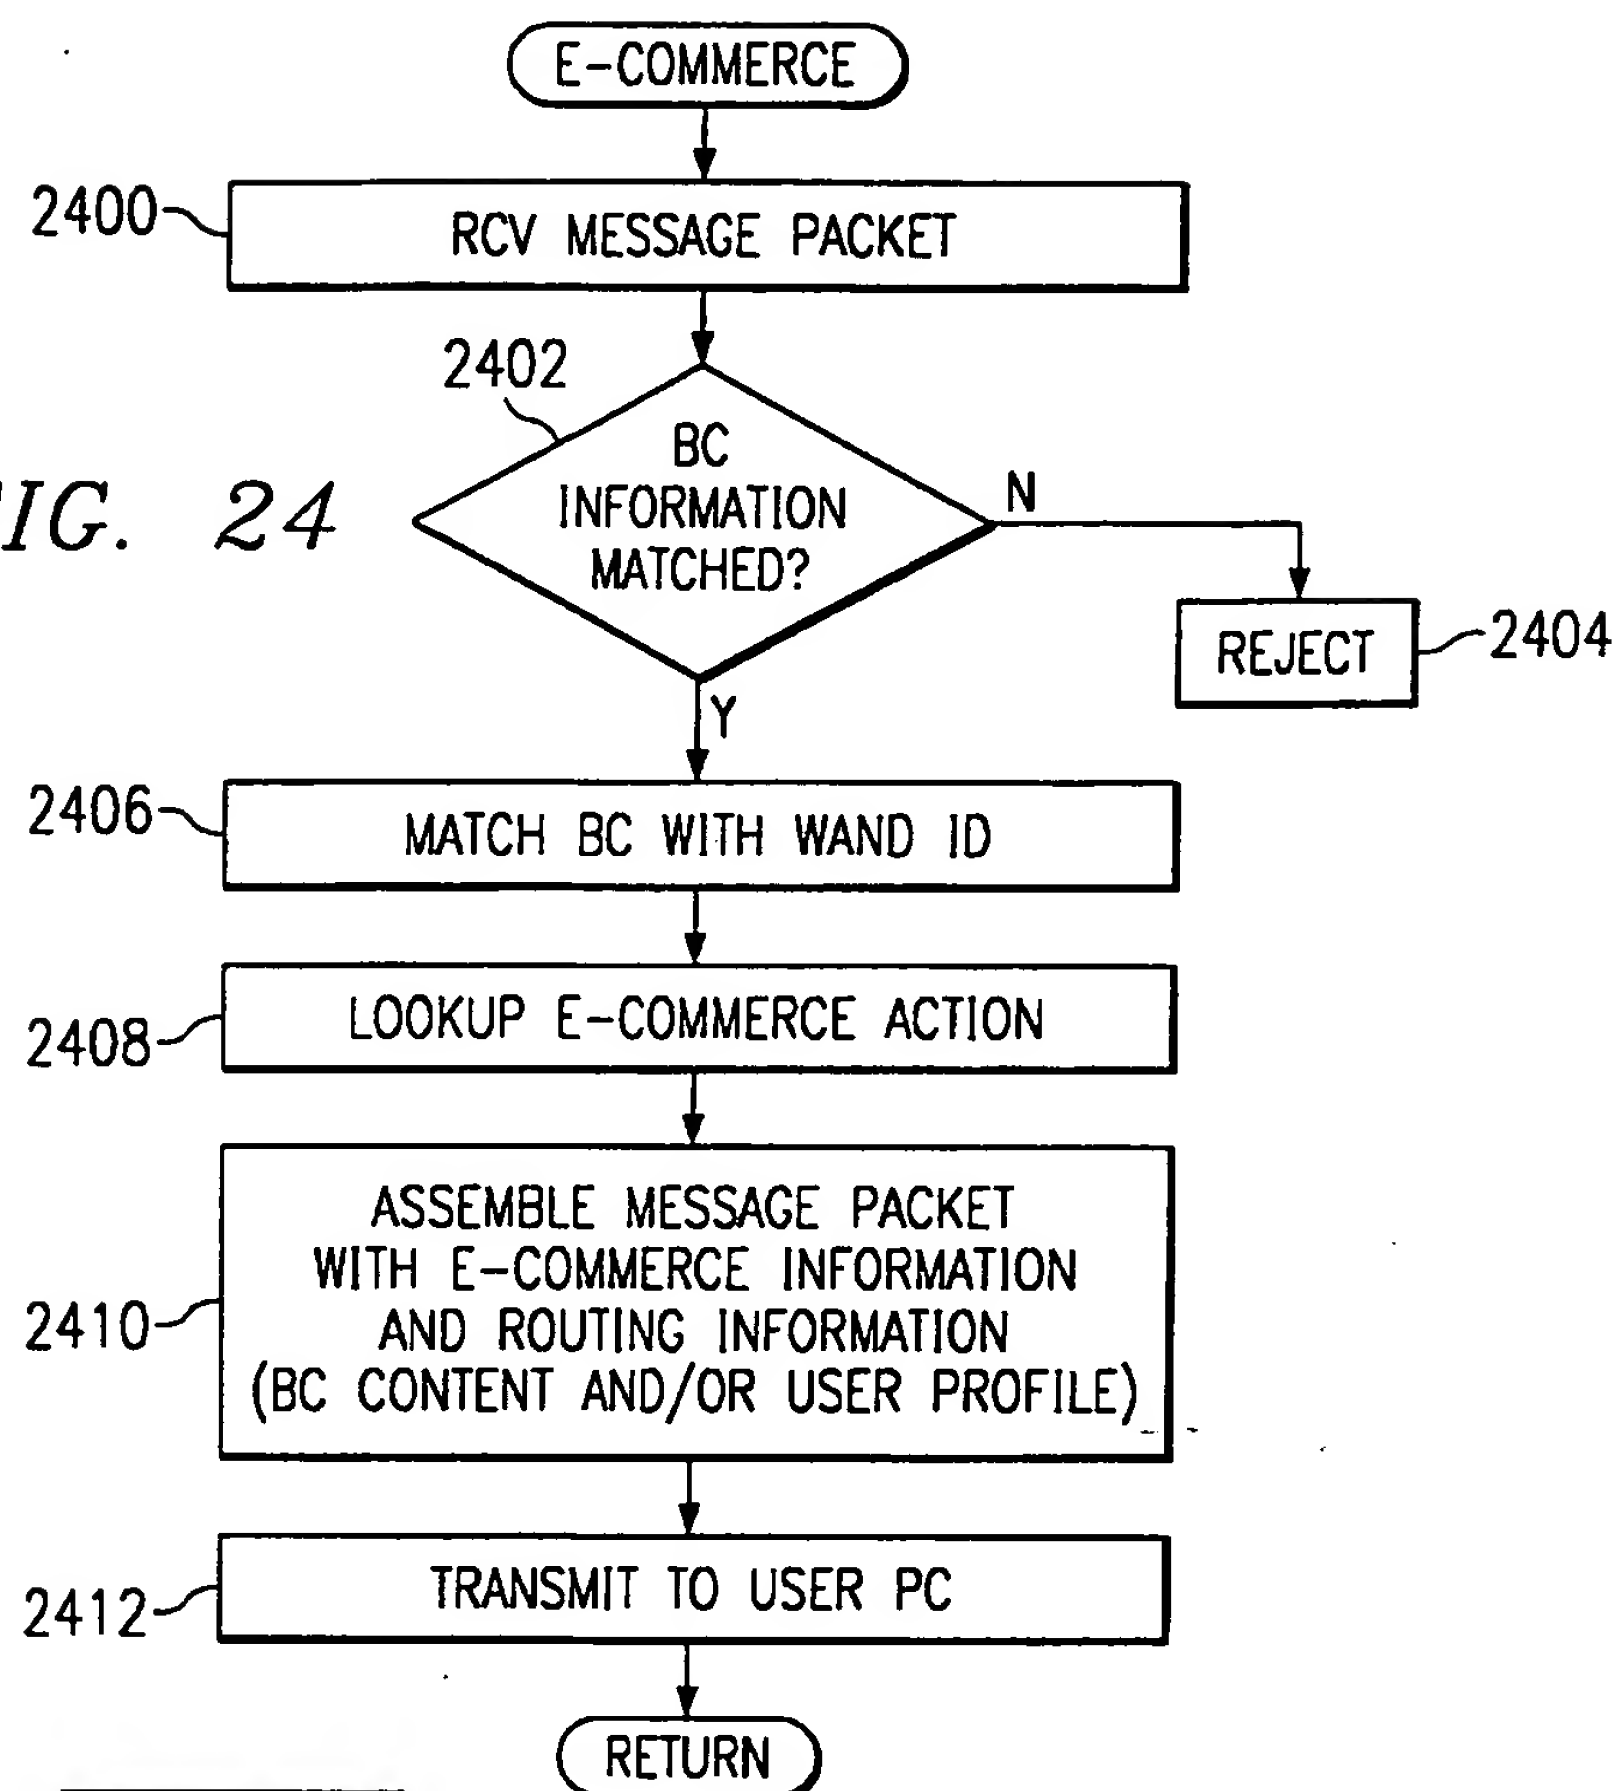 E-COMMERCE
2400
RCV MESSAGE PACKET
2402
BC
INFORMATION
MATCHED?
N
IG. 24
REJECT
2404
Y
2406
MATCH BC WITH WAND ID
2408
LOOKUP E-COMMERCE ACTION
2410
ASSEMBLE MESSAGE PACKET
WITH E-COMMERCE INFORMATION
AND ROUTING INFORMATION
(BC CONTENT AND/OR USER PROFILE)
2412
TRANSMIT TO USER PC
RETURN